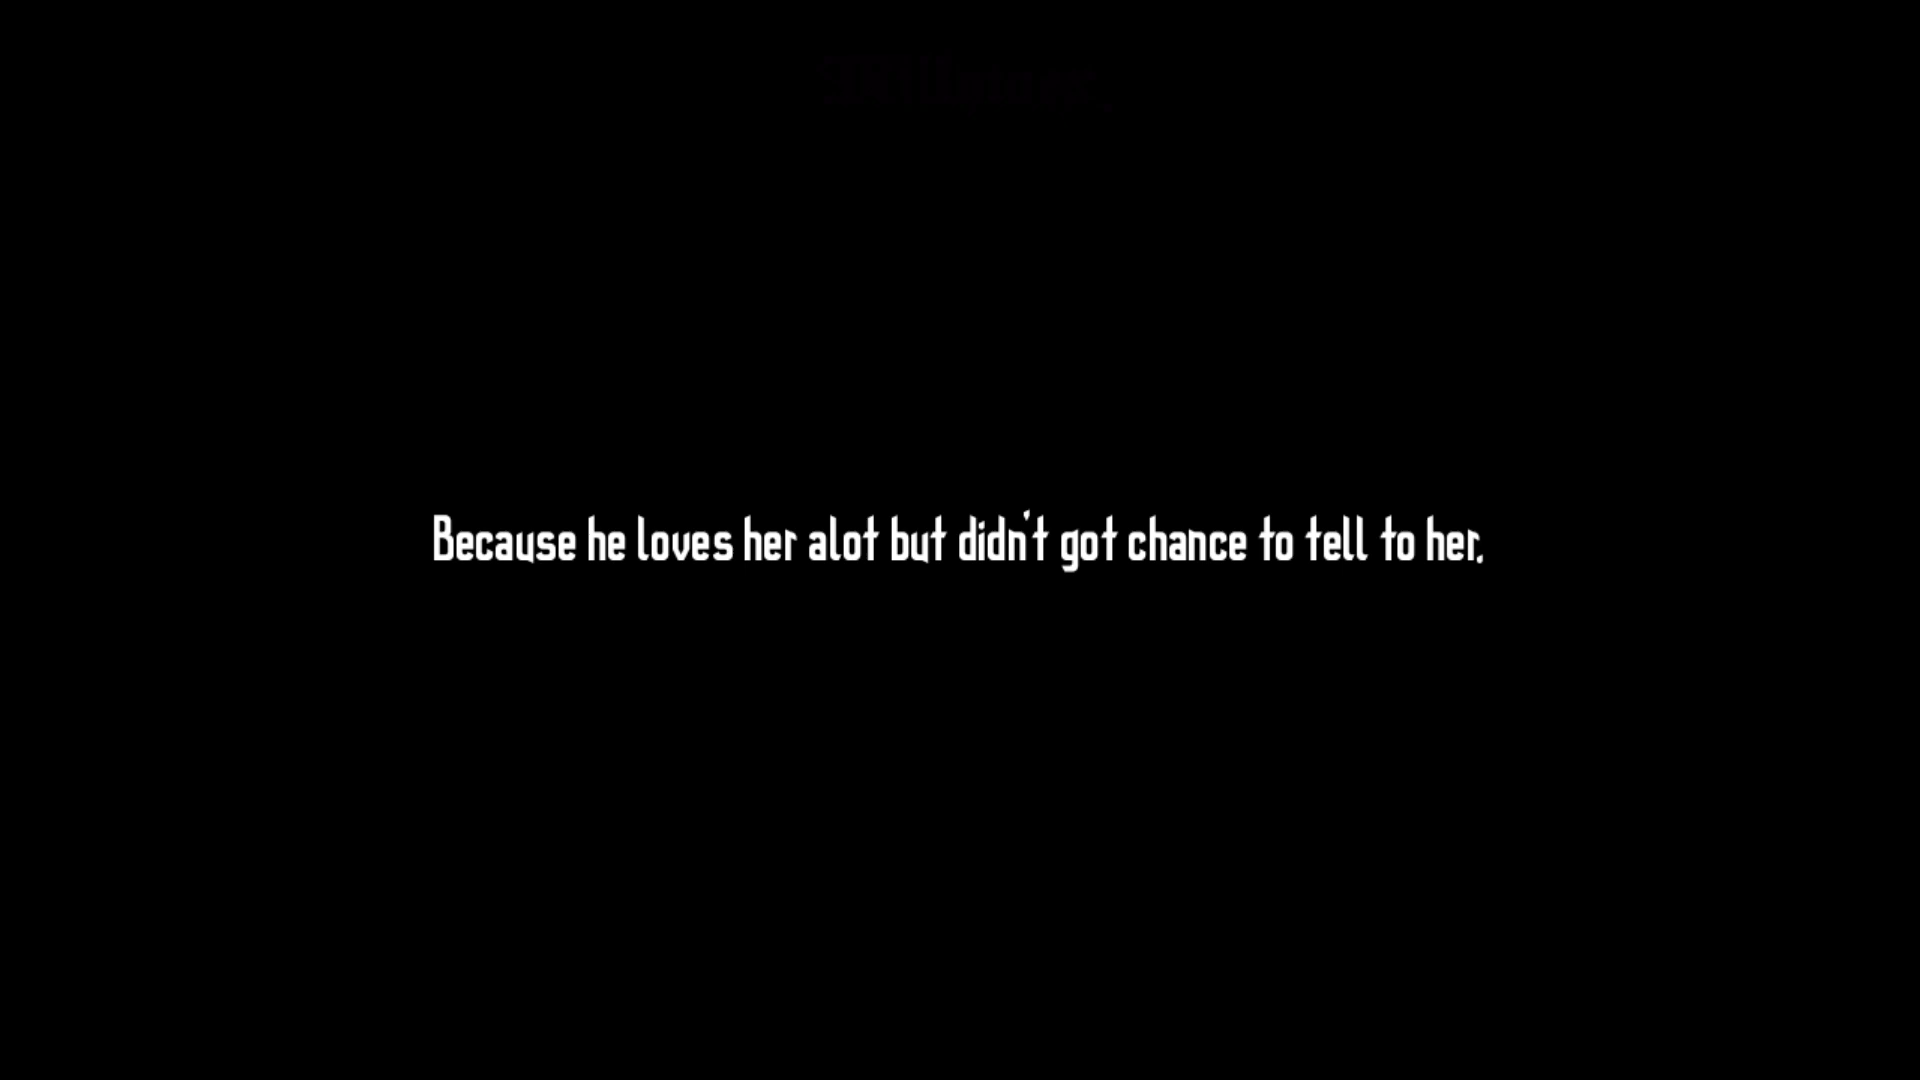 Because he loves her alot but didn't got chance to tell to her.